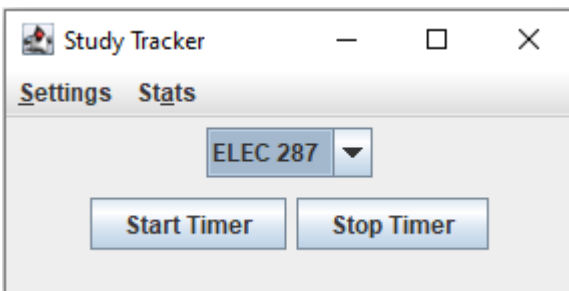 Study Tracker
Settings Stats
ELEC 287
Start Timer Stop Timer